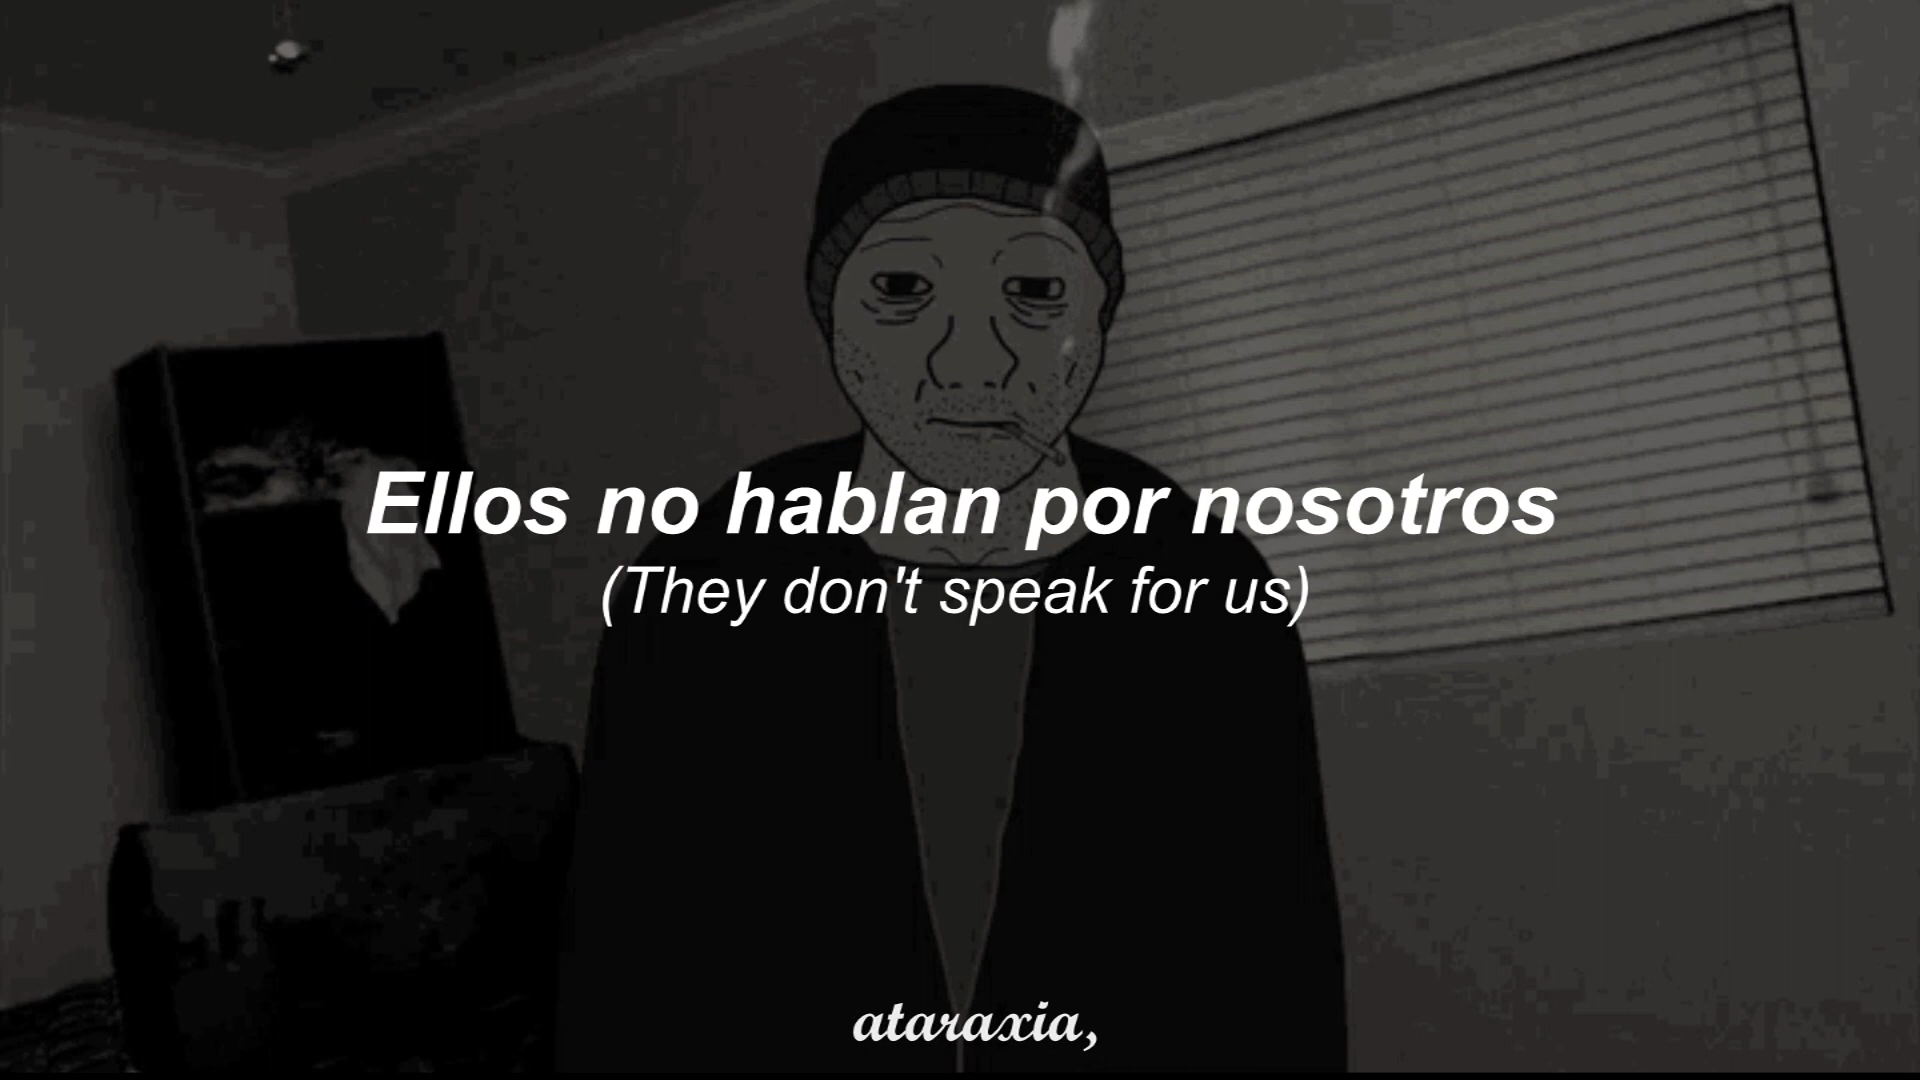 Ellos no hablan por nosotros
(They don't speak for us)
ataraxia,